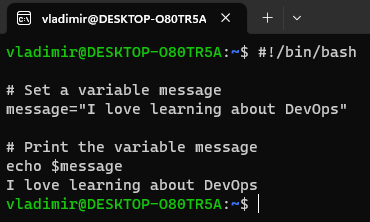 vladimir@DESKTOP-O80TR5A
vladimir@DESKTOP-O80TR5A:~$ #!/bin/bash
# Set a variable message
message="I love learning about DevOps"
# Print the variable message
echo $message
I love learning about DevOps
vladimir@DESKTOP-O80TR5A:~$